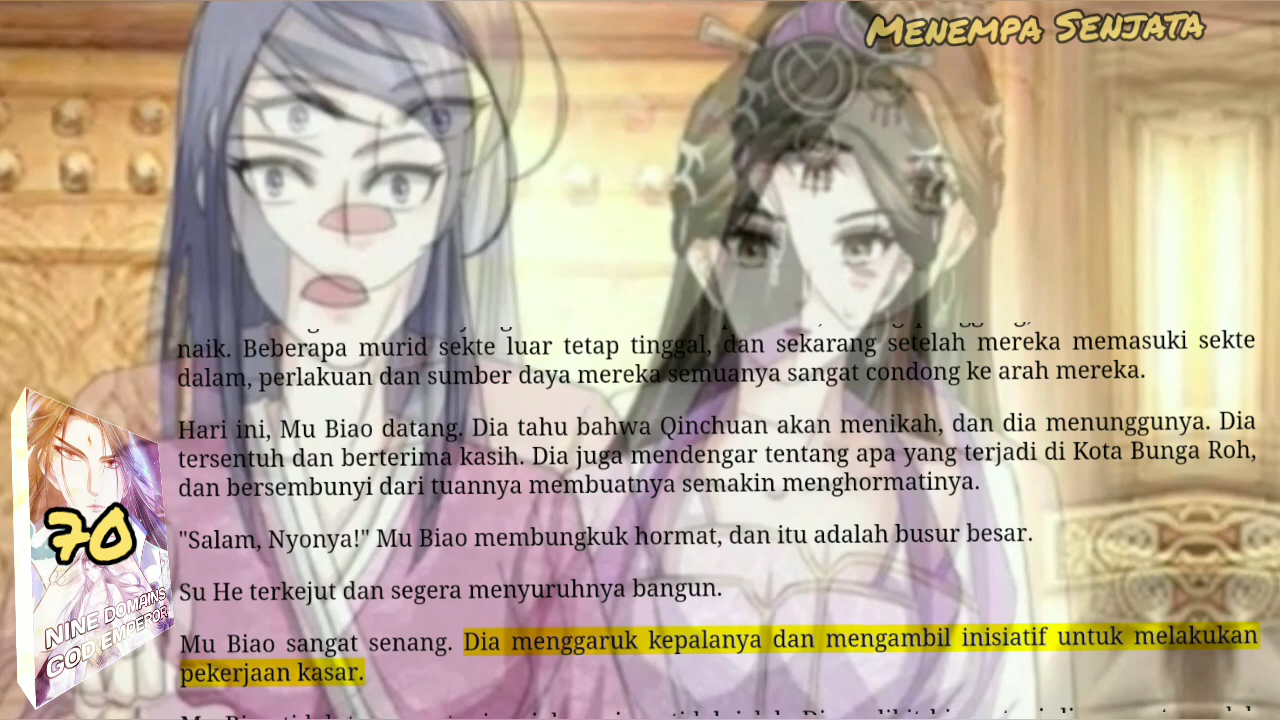 Menempa Senjata
naik. Beberapa murid sekte luar tetap tinggal, dan sekarang setelah mereka memasuki sekte
dalam, perlakuan dan sumber daya mereka semuanya sangat condong ke arah mereka.
Hari ini, Mu Biao datang. Dia tahu bahwa Qinchuan akan menikah, dan dia menunggunya. Dia
tersentuh dan berterima kasih. Dia juga mendengar tentang apa yang terjadi di Kota Bunga Roh,
dan bersembunyi dari tuannya membuatnya semakin menghormatinya.
"Salam, Nyonya!" Mu Biao membungkuk hormat, dan itu adalah busur besar.
Su He terkejut dan segera menyuruhnya bangun.
Mu Biao sangat senang. Dia menggaruk kepalanya dan mengambil inisiatif untuk melakukan
pekerjaan kasar.
70
NINE DOMAINS
GOD EMPEROR